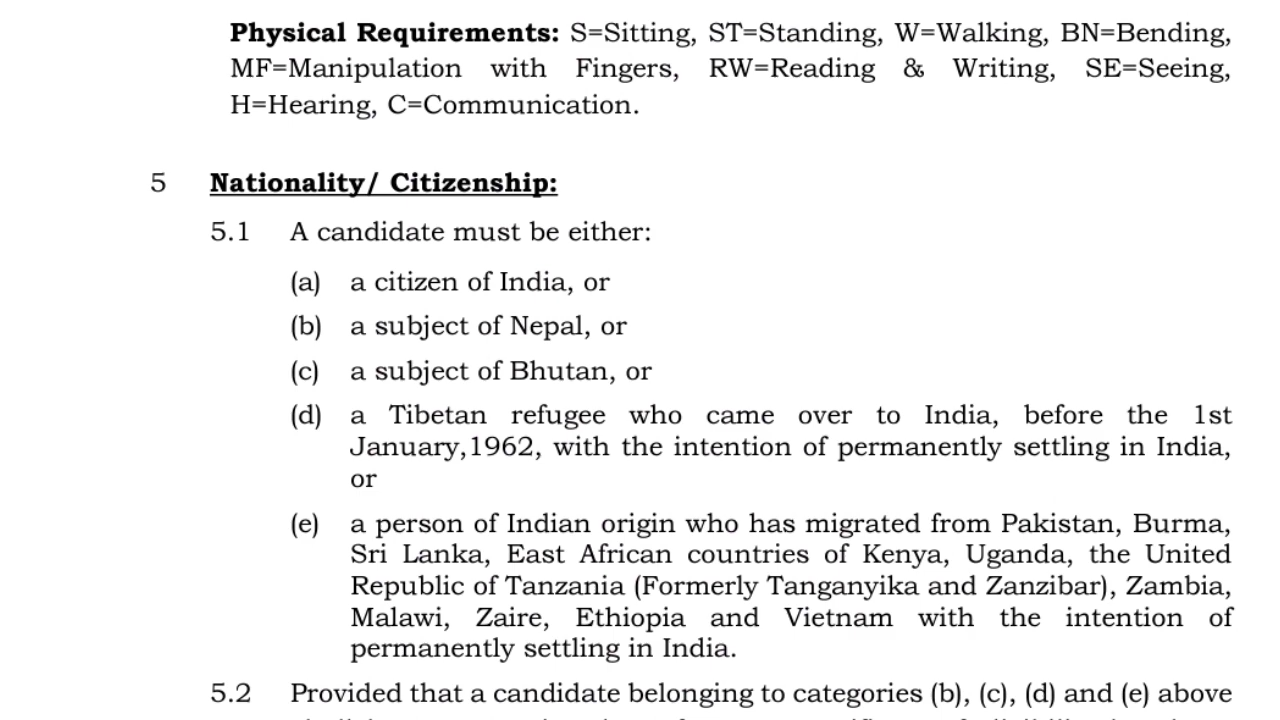 Physical Requirements: S=Sitting, ST=Standing, W=Walking, BN=Bending,
MF=Manipulation with Fingers, RW=Reading & Writing, SE=Seeing,
H=Hearing, C=Communication.
5 Nationality/ Citizenship:
5.1 A candidate must be either:
(a) a citizen of India, or
(b) a subject of Nepal, or
(c) a subject of Bhutan, or
(d) a Tibetan refugee who came over to India, before the 1st
January,1962, with the intention of permanently settling in India,
or
(e) a person of Indian origin who has migrated from Pakistan, Burma,
Sri Lanka, East African countries of Kenya, Uganda, the United
Republic of Tanzania (Formerly Tanganyika and Zanzibar), Zambia,
Malawi, Zaire, Ethiopia and Vietnam with the intention of
permanently settling in India.
5.2 Provided that a candidate belonging to categories (b), (c), (d) and (e) above